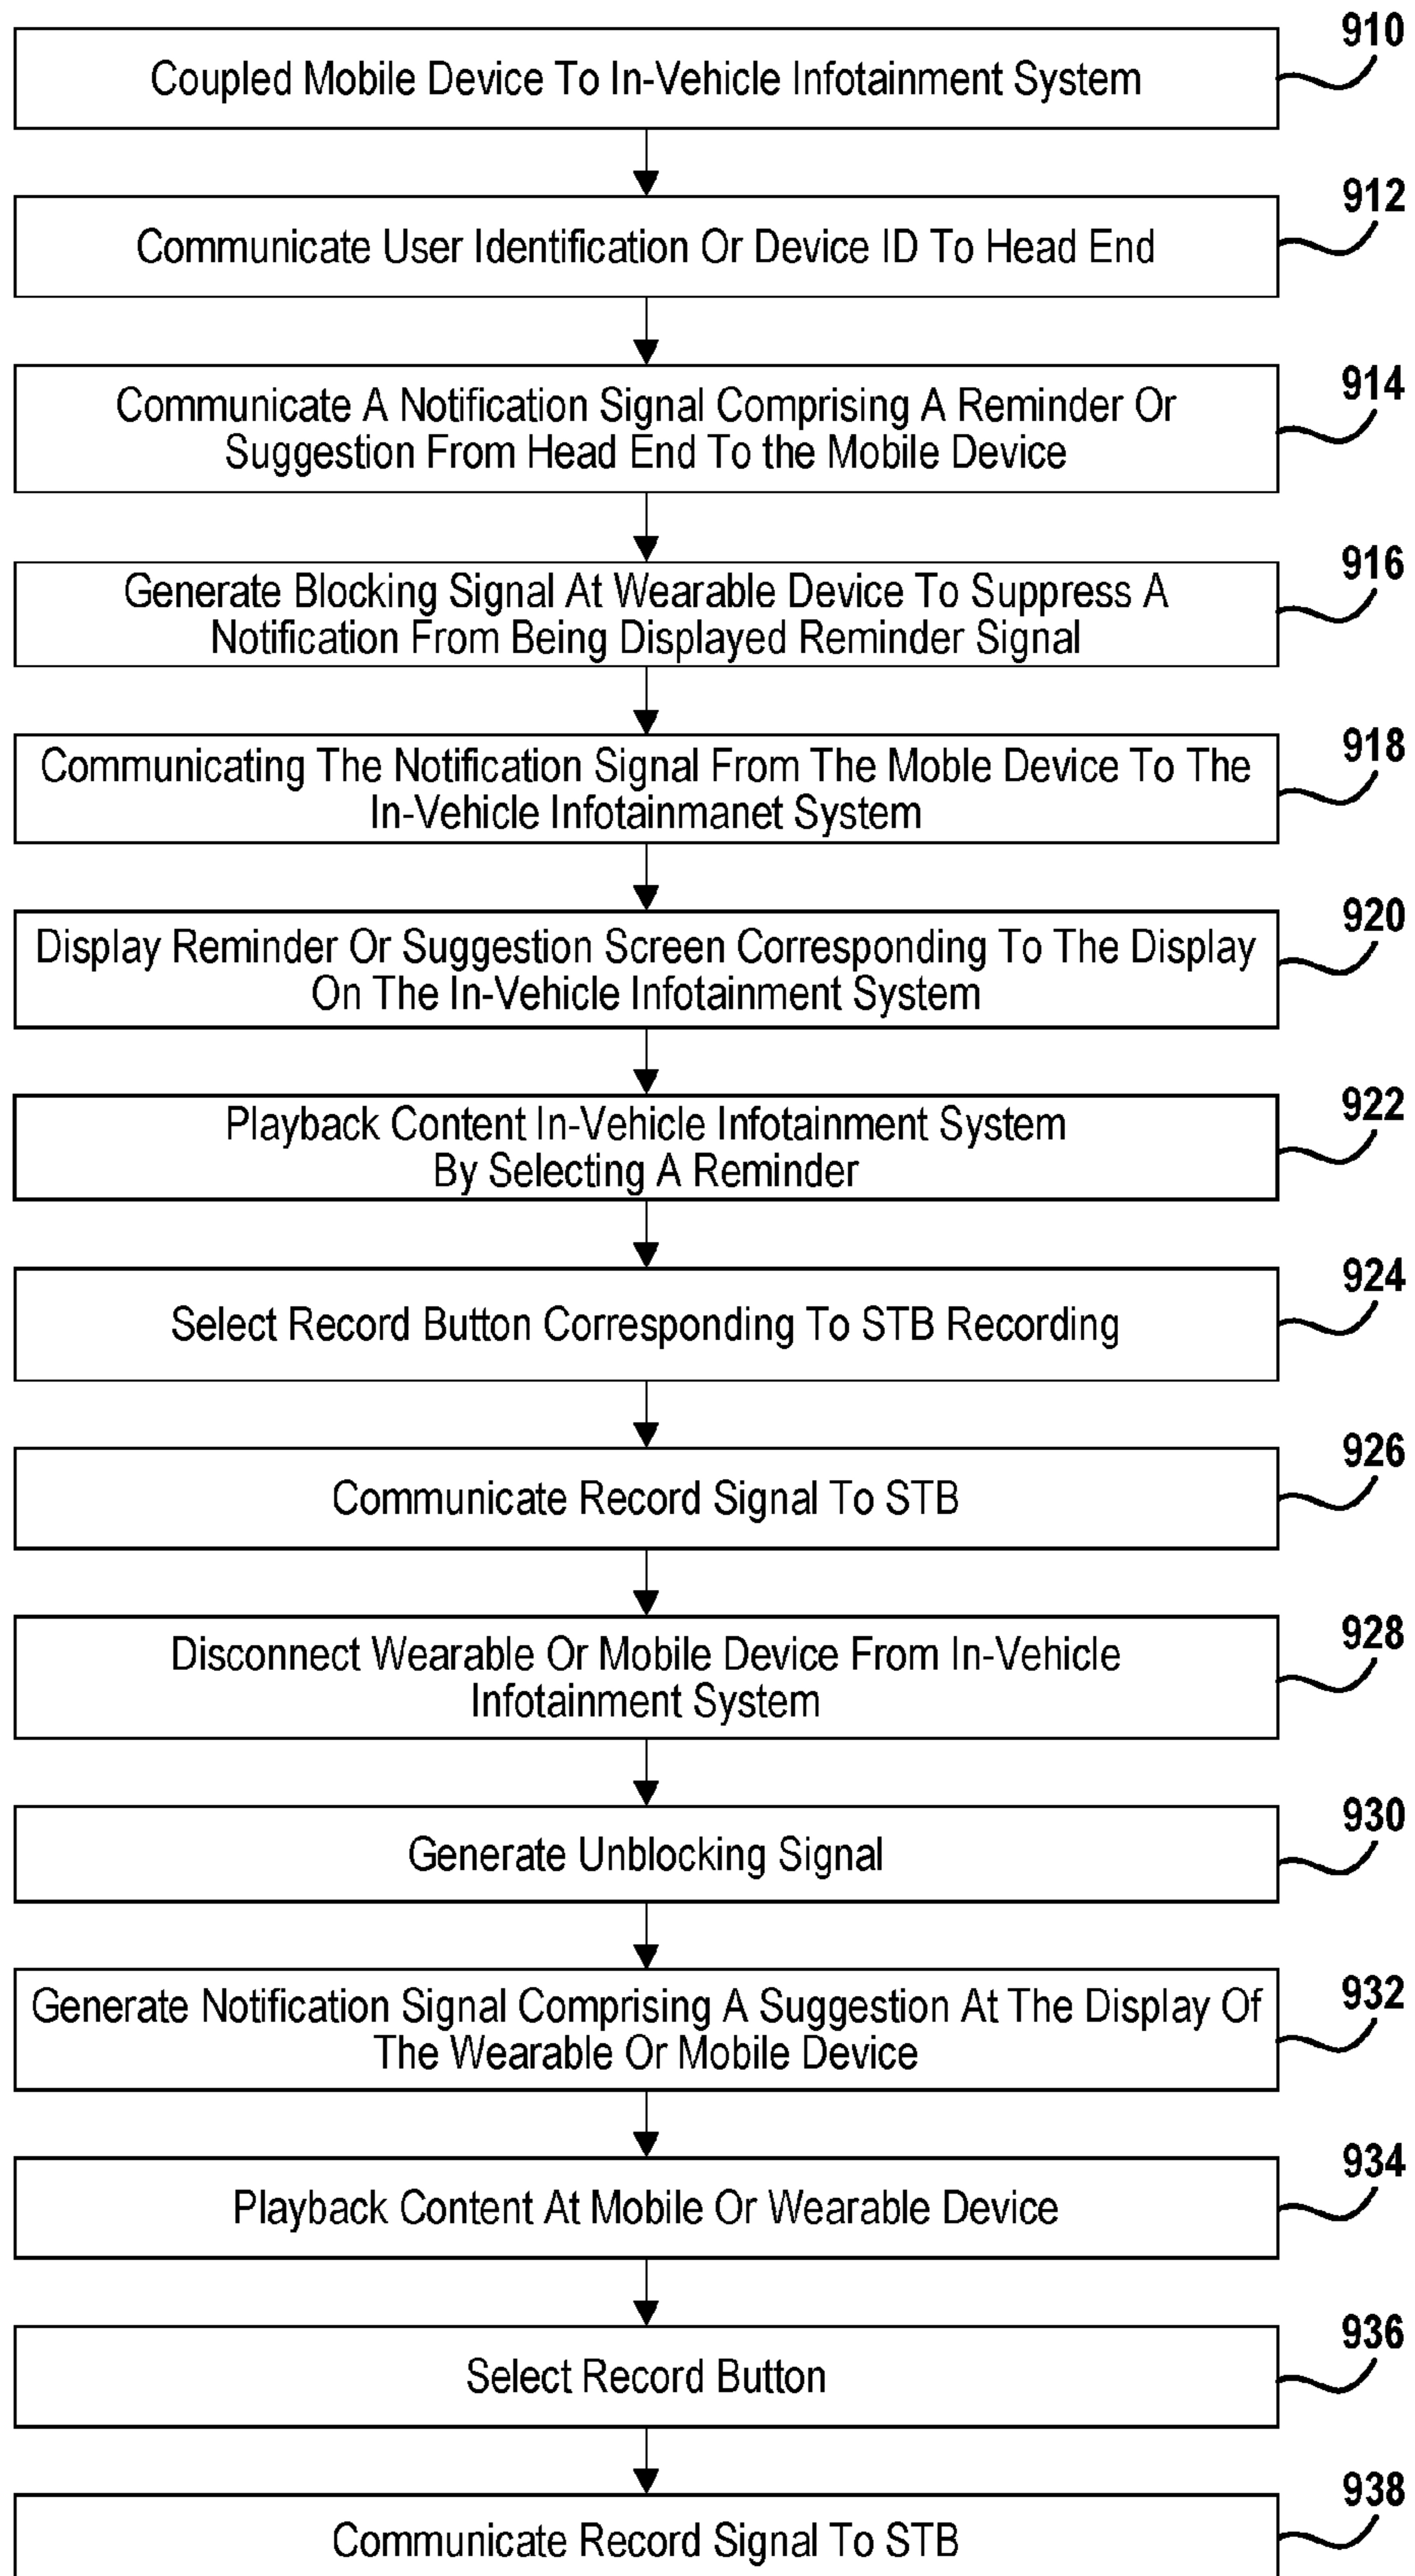 910
Coupled Mobile Device To In-Vehicle Infotainment System
912
Communicate User Identification Or Device ID To Head End
914
Communicate A Notification Signal Comprising A Reminder Or
Suggestion From Head End To the Mobile Device
916
Generate Blocking Signal At Wearable Device To Suppress A
Notification From Being Displayed Reminder Signal
918
Communicating The Notification Signal From The Moble Device To The
In-Vehicle Infotainmanet System
920
Display Reminder Or Suggestion Screen Corresponding To The Display
On The In-Vehicle Infotainment System
922
Playback Content In-Vehicle Infotainment System
By Selecting A Reminder
924
Select Record Button Corresponding To STB Recording
926
Communicate Record Signal To STB
928
Disconnect Wearable Or Mobile Device From In-Vehicle
Infotainment System
930
Generate Unblocking Signal
932
Generate Notification Signal Comprising A Suggestion At The Display Of
The Wearable Or Mobile Device
934
Playback Content At Mobile Or Wearable Device
936
Select Record Button
938
Communicate Record Signal To STB